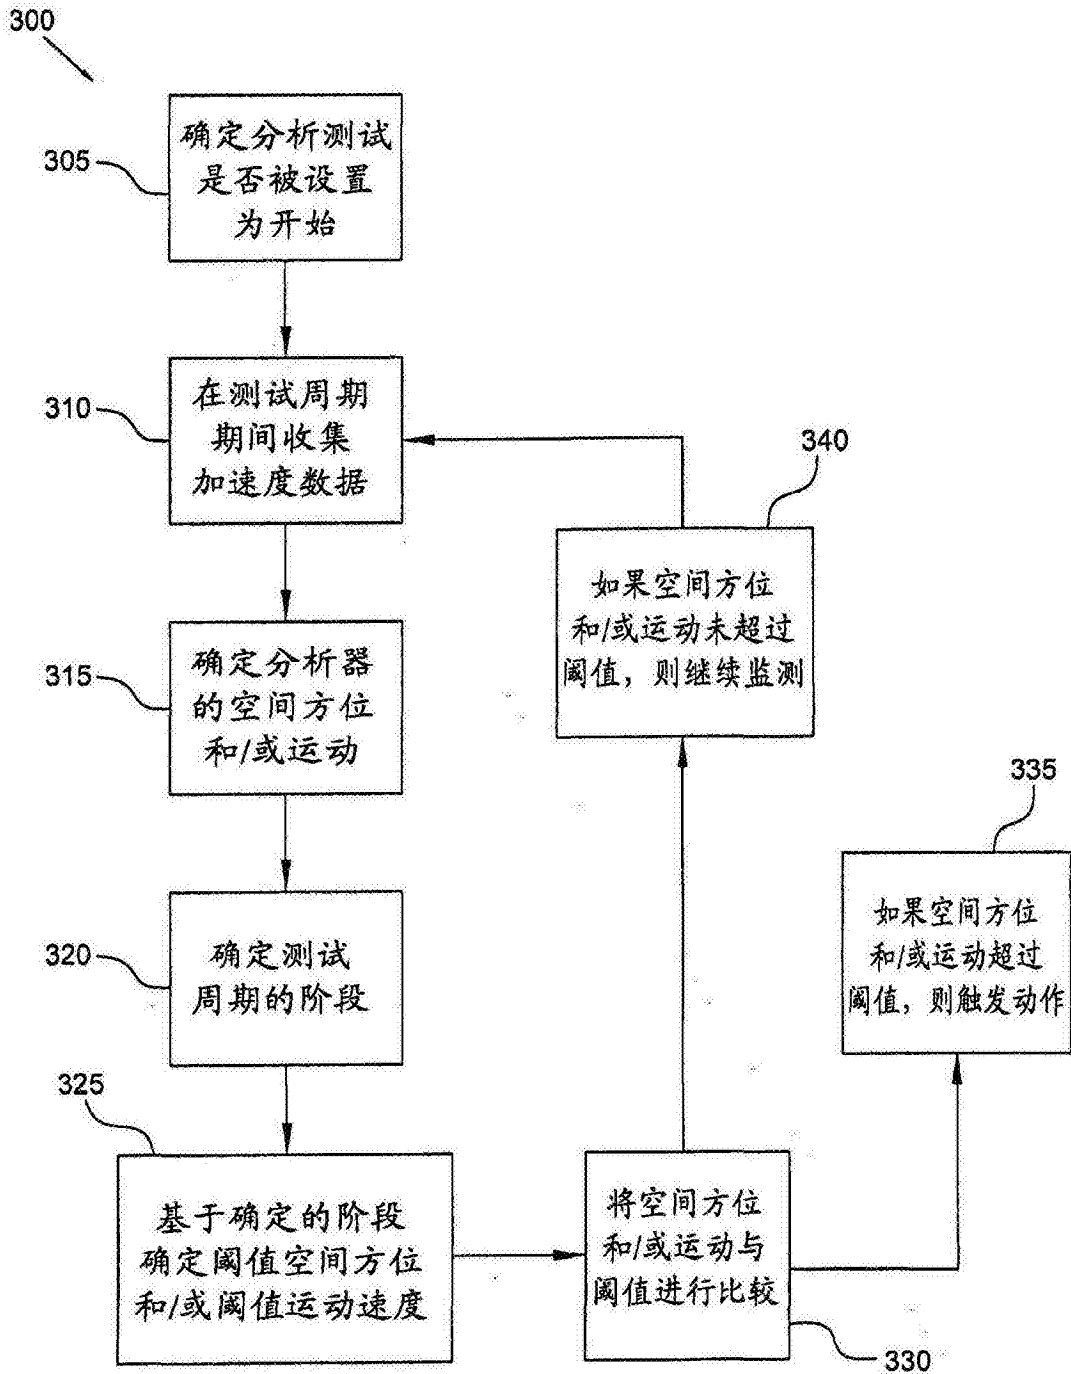 300
305
确定分析测试
是否被设置
为开始
310
在测试周期
期间收集
加速度数据
315
确定分析器
的空间方位
和/或运动
320
确定测试
周期的阶段
325
基于确定的阶段
确定阈值空间方位
和/或阈值运动速度
330
将空间方位
和/或运动与
阈值进行比较
340
如果空间方位
和/或运动未超过
阈值，则继续监测
335
如果空间方位
和/或运动超过
阈值，则触发动作